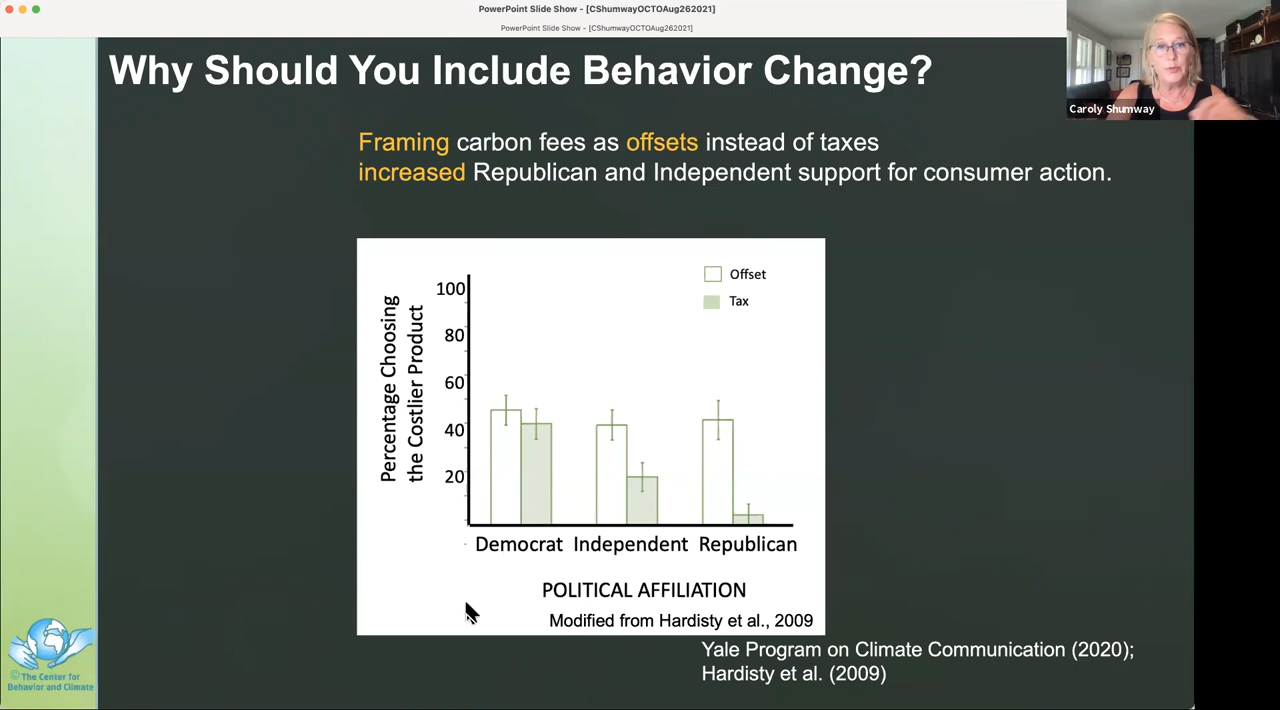 PowerPoint Slide Show - [CShumwayOCTOAug262021]
PowerPoint Slide Show - [CShumwayOCTOAug262021]
Why Should You Include Behavior Change?
Caroly Shumway
Framing carbon fees as offsets instead of taxes
increased Republican and Independent support for consumer action.
Percentage Choosing
the Costlier Product
100
80
60
40
20
Offset
Tax
Democrat Independent Republican
POLITICAL AFFILIATION
Modified from Hardisty et al., 2009
Yale Program on Climate Communication (2020);
Hardisty et al. (2009)
© The Center for
Behavior and Climate